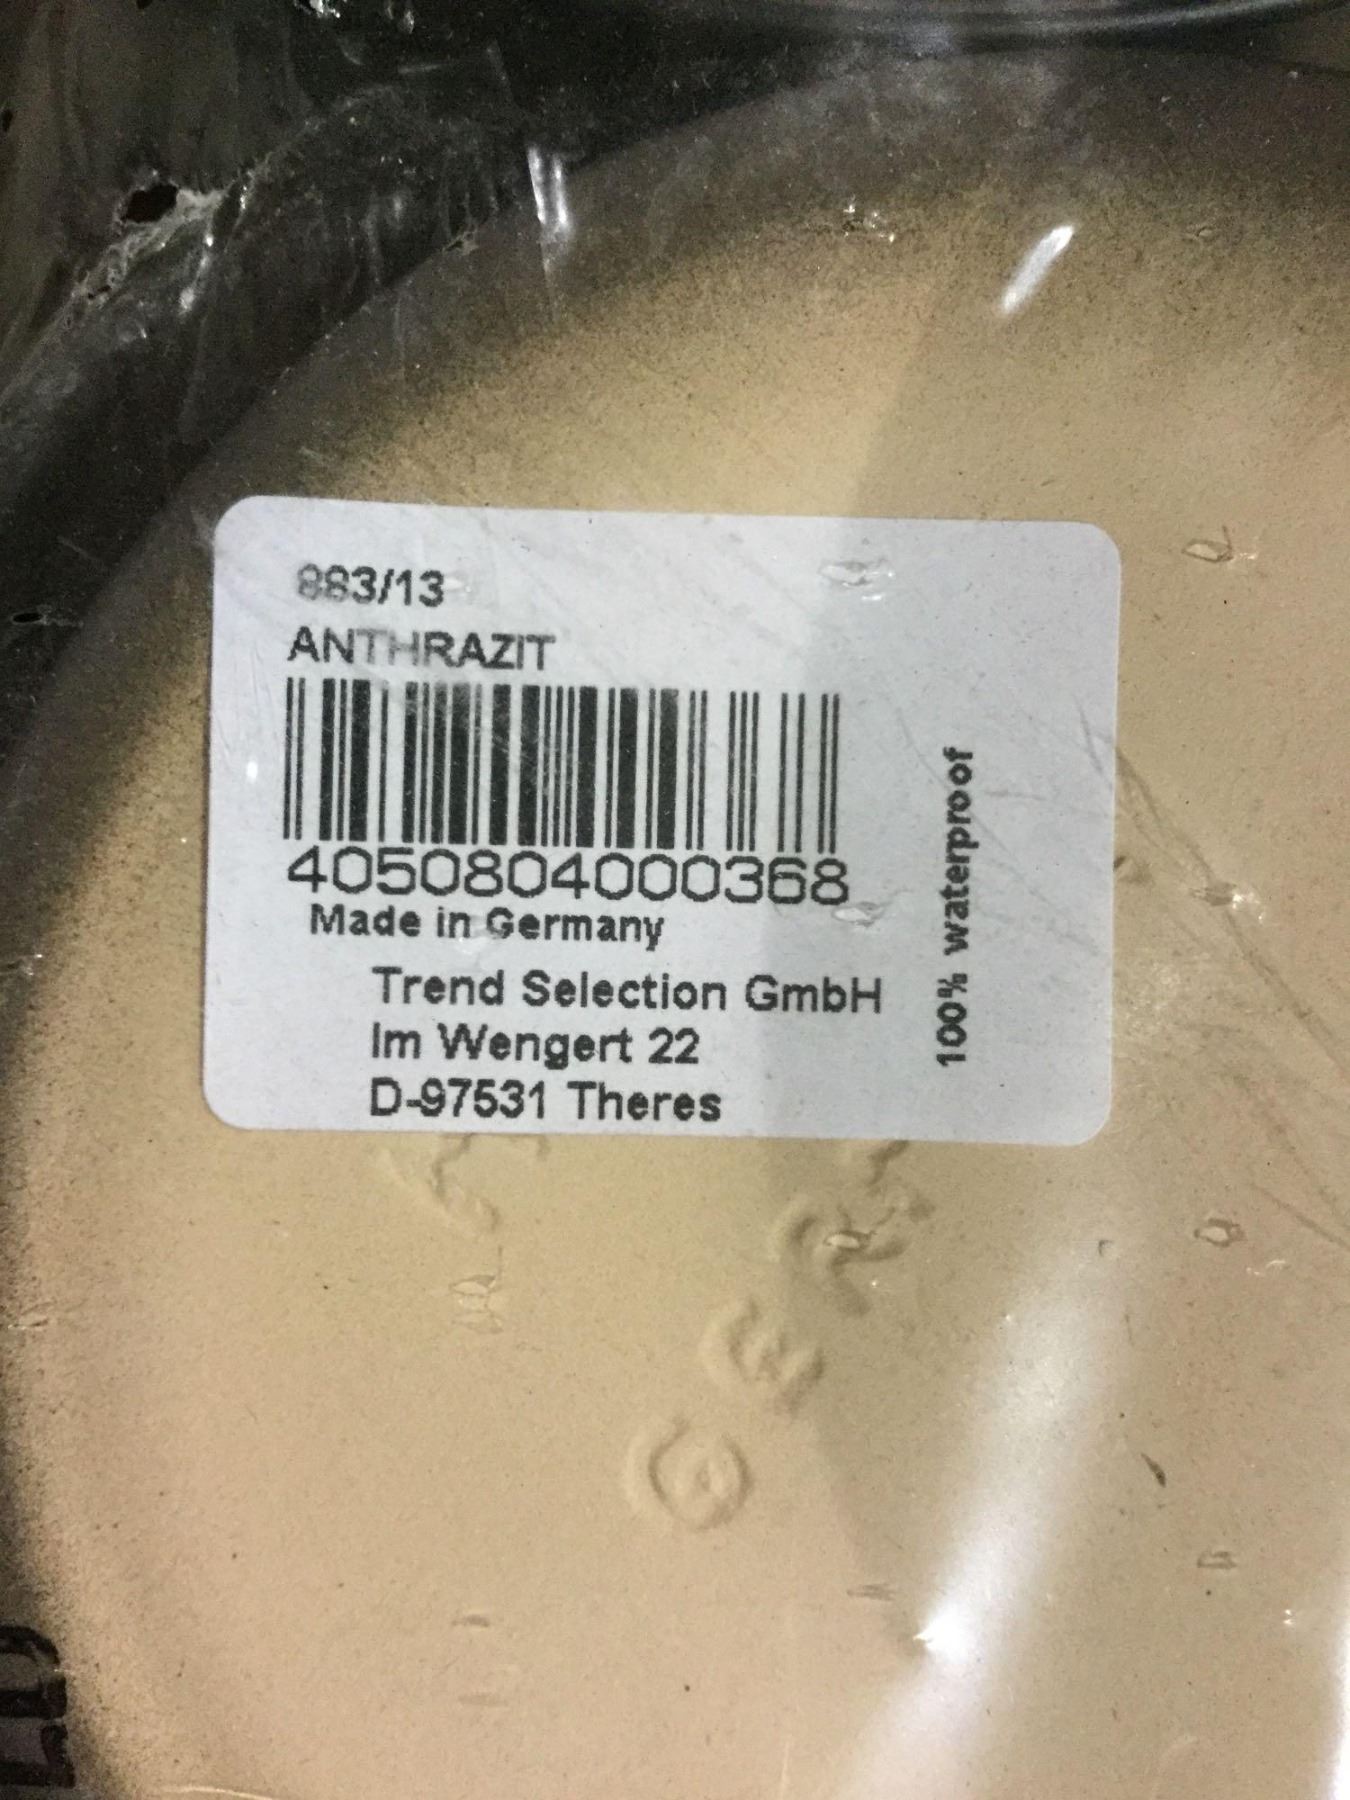 883/13
ANTHRAZIT
4050804000368
Made in Germany
Trend Selection GmbH
Im Wengert 22
D-97531 Theres
100% waterproof